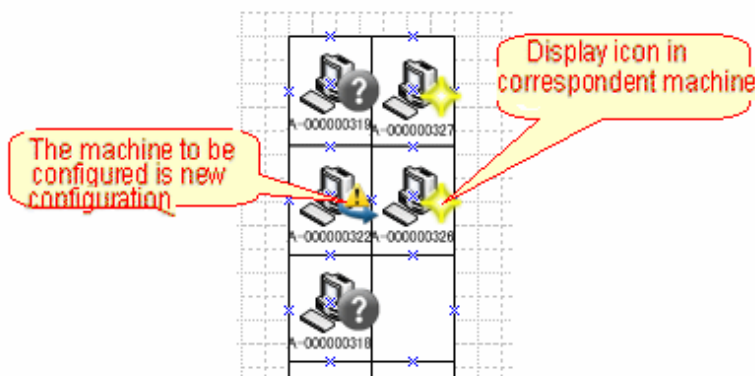 Display icon in
correspondent machine
A-000000319
A-000000327
The machine to be
configured is new
configuration
A-000000322
A-000000326
A-000000318